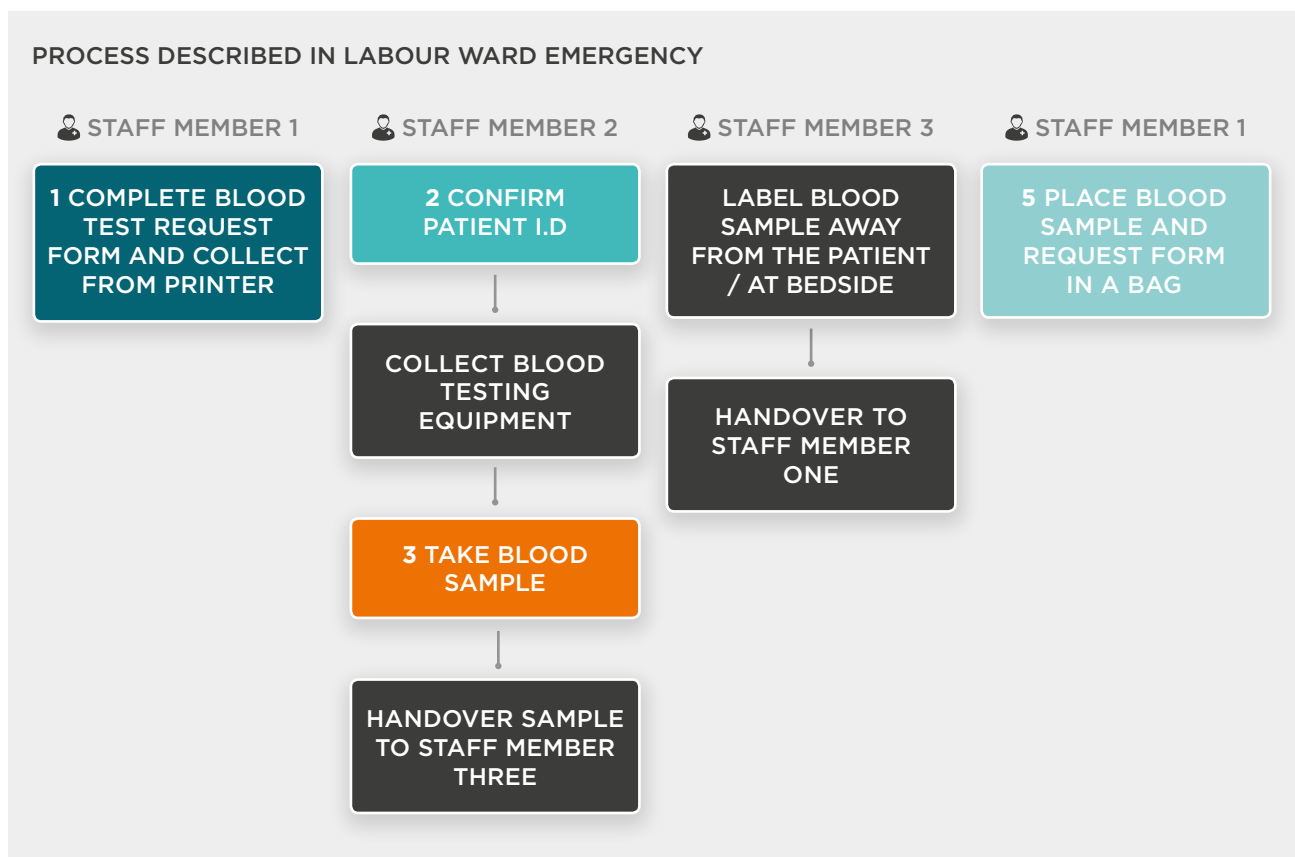 PROCESS DESCRIBED IN LABOUR WARD EMERGENCY
STAFF MEMBER 1
1 COMPLETE BLOOD
TEST REQUEST
FORM AND COLLECT
FROM PRINTER
STAFF MEMBER 2
2 CONFIRM
PATIENT I.D
COLLECT BLOOD
TESTING
EQUIPMENT
3 TAKE BLOOD
SAMPLE
HANDOVER SAMPLE
TO STAFF MEMBER
THREE
STAFF MEMBER 3
LABEL BLOOD
SAMPLE AWAY
FROM THE PATIENT
/ AT BEDSIDE
HANDOVER TO
STAFF MEMBER
ONE
STAFF MEMBER 1
5 PLACE BLOOD
SAMPLE AND
REQUEST FORM
IN A BAG